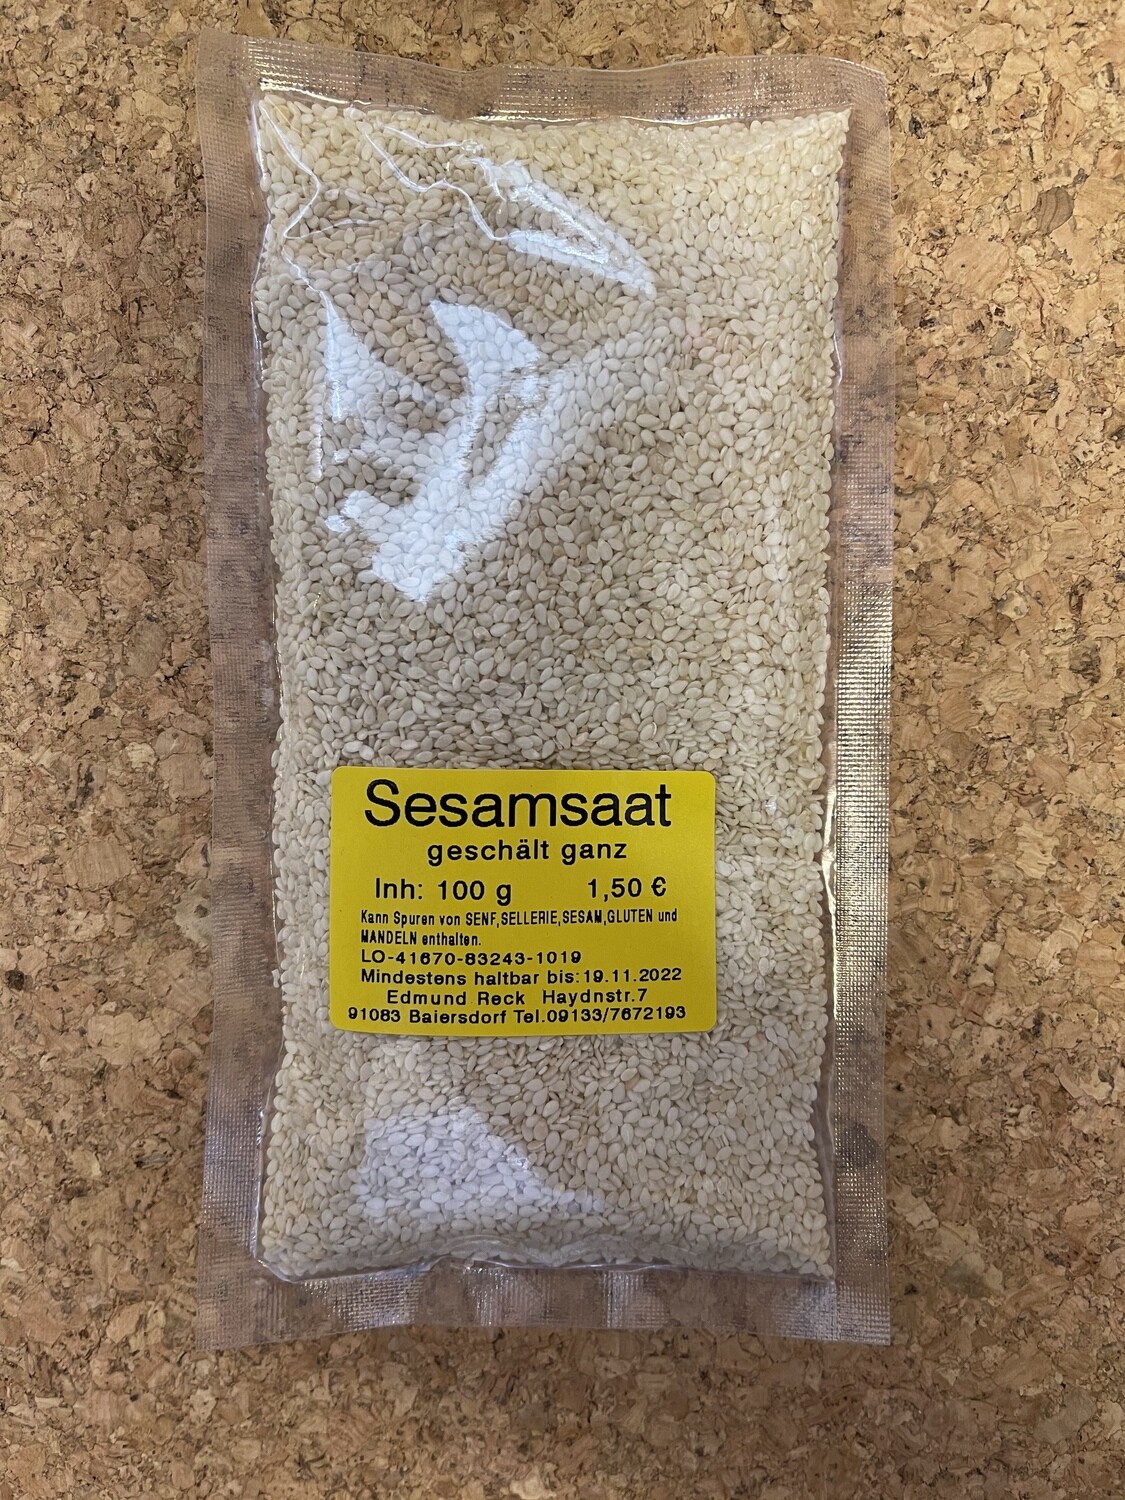 Sesamsaat
geschält ganz
Inh: 100 g 1,50 €
Kann Spuren von SENF,SELLERIE,SESAM,GLUTEN und
MANDELN enthalten.
LO-41670-83243-1019
Mindestens haltbar bis:19.11.2022
Edmund Reck Haydnstr.7
91083 Baiersdorf Tel.09133/7672193